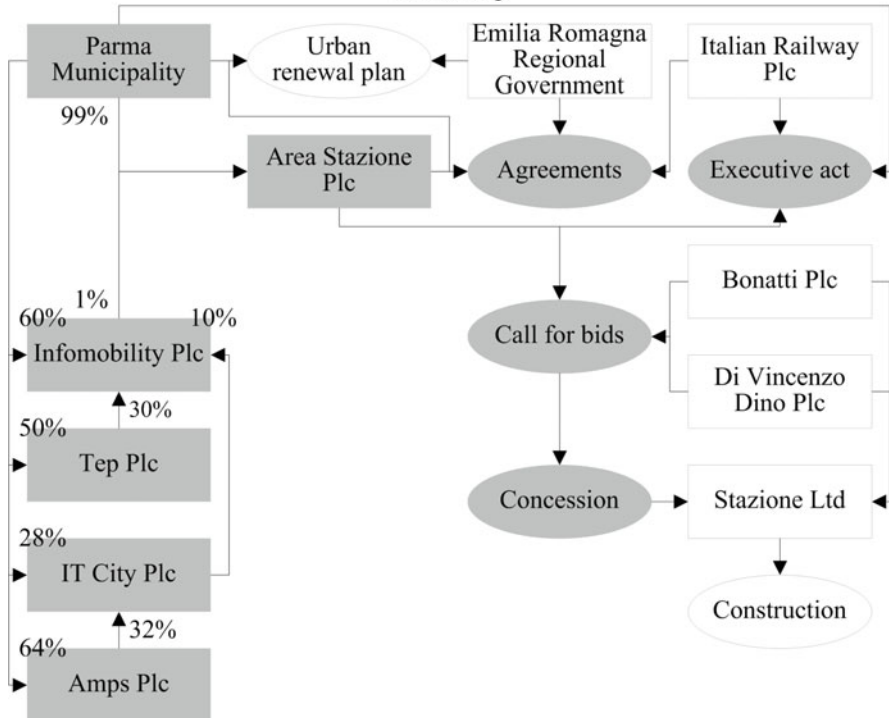 Parma
Municipality
Urban
renewal plan
Emilia Romagna
Regional
Government
Italian Railway
Plc
99%
Area Stazione
Plc
Agreements
Executive act
1%
60%
10%
Infomobility Plc
Call for bids
Bonatti Plc
30%
50%
Tep Plc
Di Vincenzo
Dino Plc
28%
IT City Plc
Concession
Stazione Ltd
32%
64%
Amps Plc
Construction